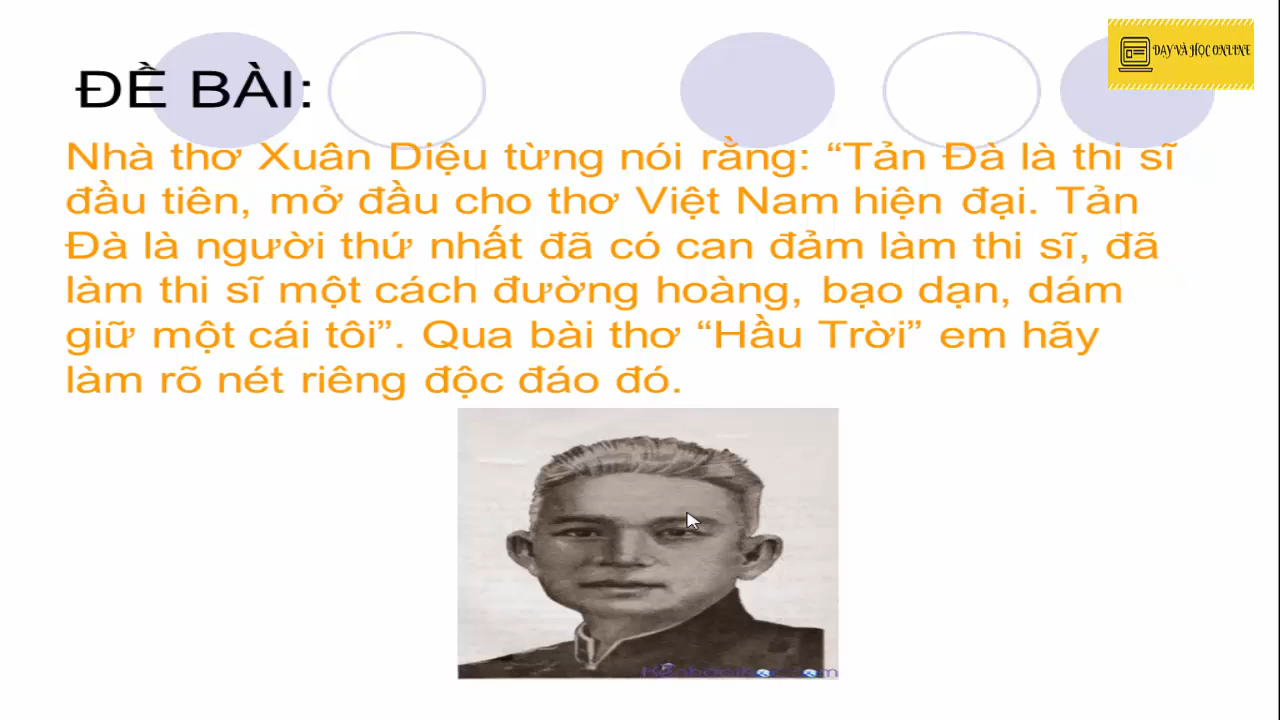 DẠY VÀ HỌC ONLINE
ĐỀ BÀI:
Nhà thơ Xuân Diệu từng nói rằng: “Tản Đà là thi sĩ
đầu tiên, mở đầu cho thơ Việt Nam hiện đại. Tản
Đà là người thứ nhất đã có can đảm làm thi sĩ, đã
làm thi sĩ một cách đường hoàng, bạo dạn, dám
giữ một cái tôi”. Qua bài thơ “Hầu Trời” em hãy
làm rõ nét riêng độc đáo đó.